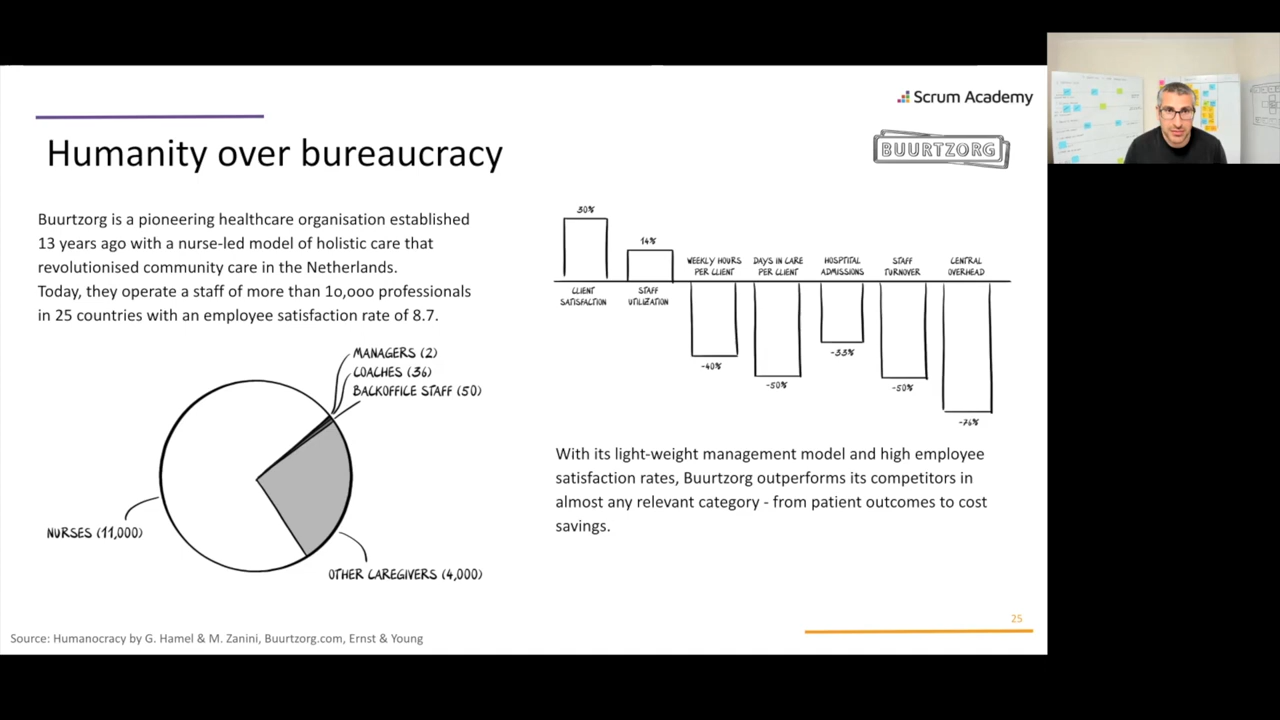 Scrum Academy
BUURTZORG
Humanity over bureaucracy
Buurtzorg is a pioneering healthcare organisation established
13 years ago with a nurse-led model of holistic care that
revolutionised community care in the Netherlands.
Today, they operate a staff of more than 1o,ooo professionals
in 25 countries with an employee satisfaction rate of 8.7.
MANAGERS (2)
COACHES (36)
BACKOFFICE STAFF (50)
NURSES (11,000)
OTHER CAREGIVERS (4,000)
30%
14%
CLIENT
SATISFACTION
STAFF
UTILIZATION
WEEKLY HOURS
PER CLIENT
DAYS IN CARE
PER CLIENT
HOSPITAL
ADMISSIONS
STAFF
TURNOVER
CENTRAL
OVERHEAD
-40%
-50%
-33%
-50%
-76%
With its light-weight management model and high employee
satisfaction rates, Buurtzorg outperforms its competitors in
almost any relevant category - from patient outcomes to cost
savings.
25
Source: Humanocracy by G. Hamel & M. Zanini, Buurtzorg.com, Ernst & Young